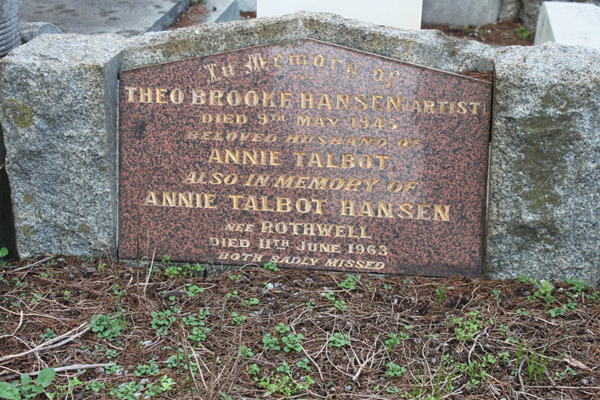 In Memory of
THEO BROOKE HANSEN, ARTIST
DIED 9TH MAY 1945
BELOVED HUSBAND OF
ANNIE TALBOT
ALSO IN MEMORY OF
ANNIE TALBOT HANSEN
NEE ROTHWELL
DIED 11TH JUNE 1963
BOTH SADLY MISSED